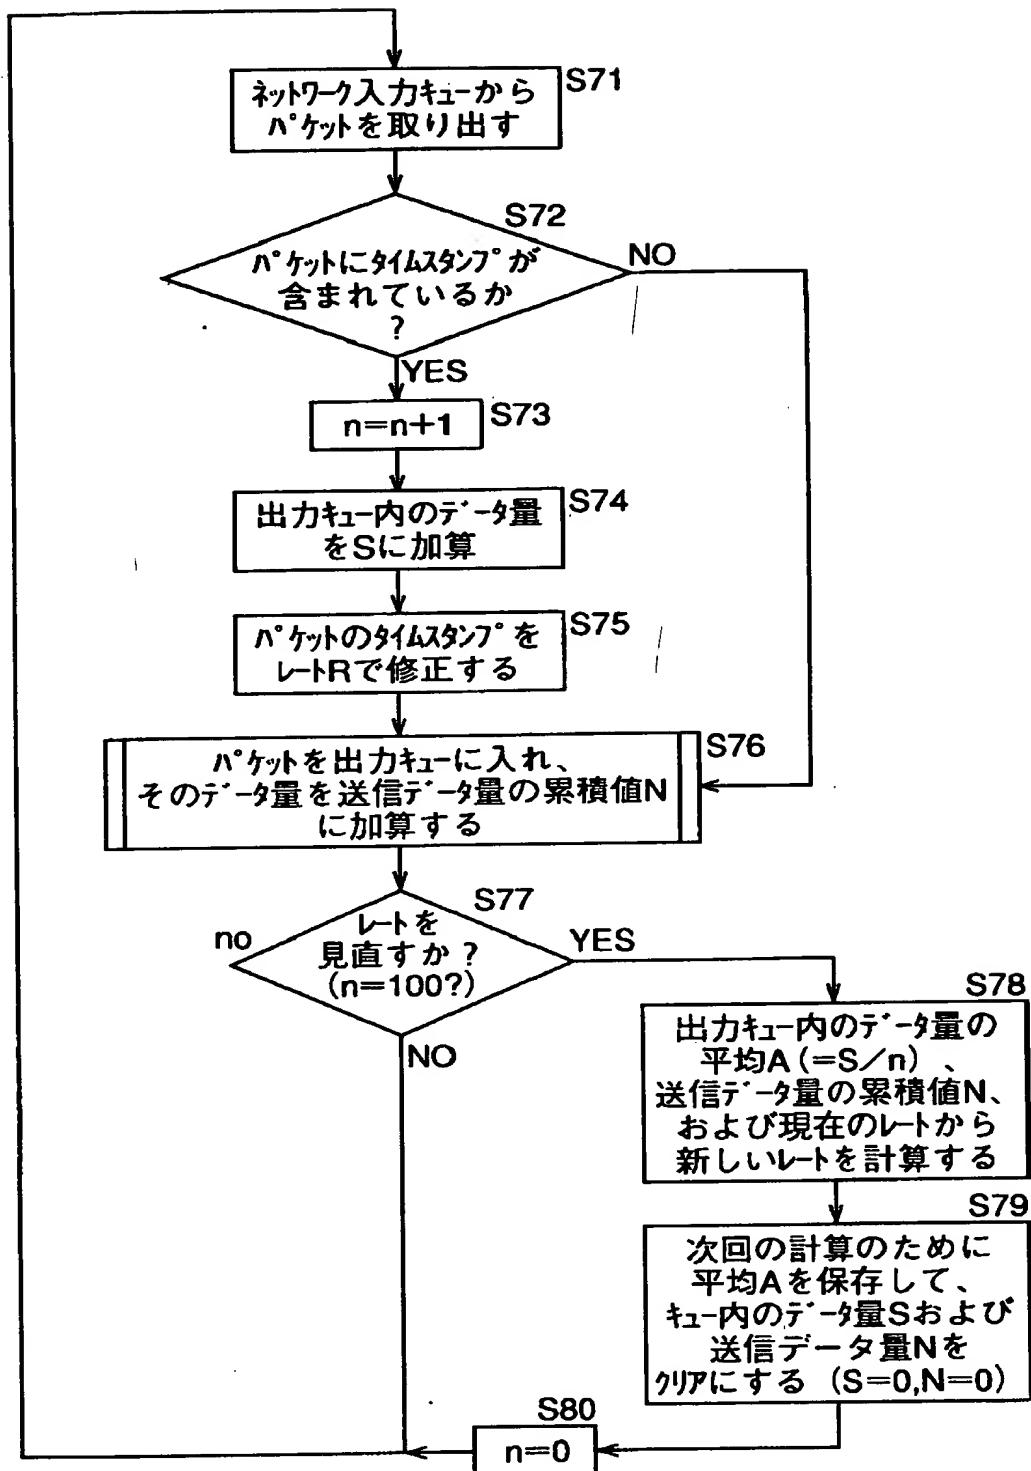 S71
ネットワーク入力キューから
パケットを取り出す
S72
パケットにタイムスタンプが
含まれているか
?
NO
YES
n=n+1
S73
出力キュー内のデータ量
をSに加算
S74
パケットのタイムスタンプを
レートRで修正する
S75
パケットを出力キューに入れ、
そのデータ量を送信データ量の累積値N
に加算する
S76
S77
レートを
見直すか?
(n=100?)
no
YES
NO
S78
出力キュー内のデータ量の
平均A(=S/n)、
送信データ量の累積値N、
および現在のレートから
新しいレートを計算する
S79
次回の計算のために
平均Aを保存して、
キュー内のデータ量Sおよび
送信データ量Nを
クリアにする (S=0,N=0)
S80
n=0